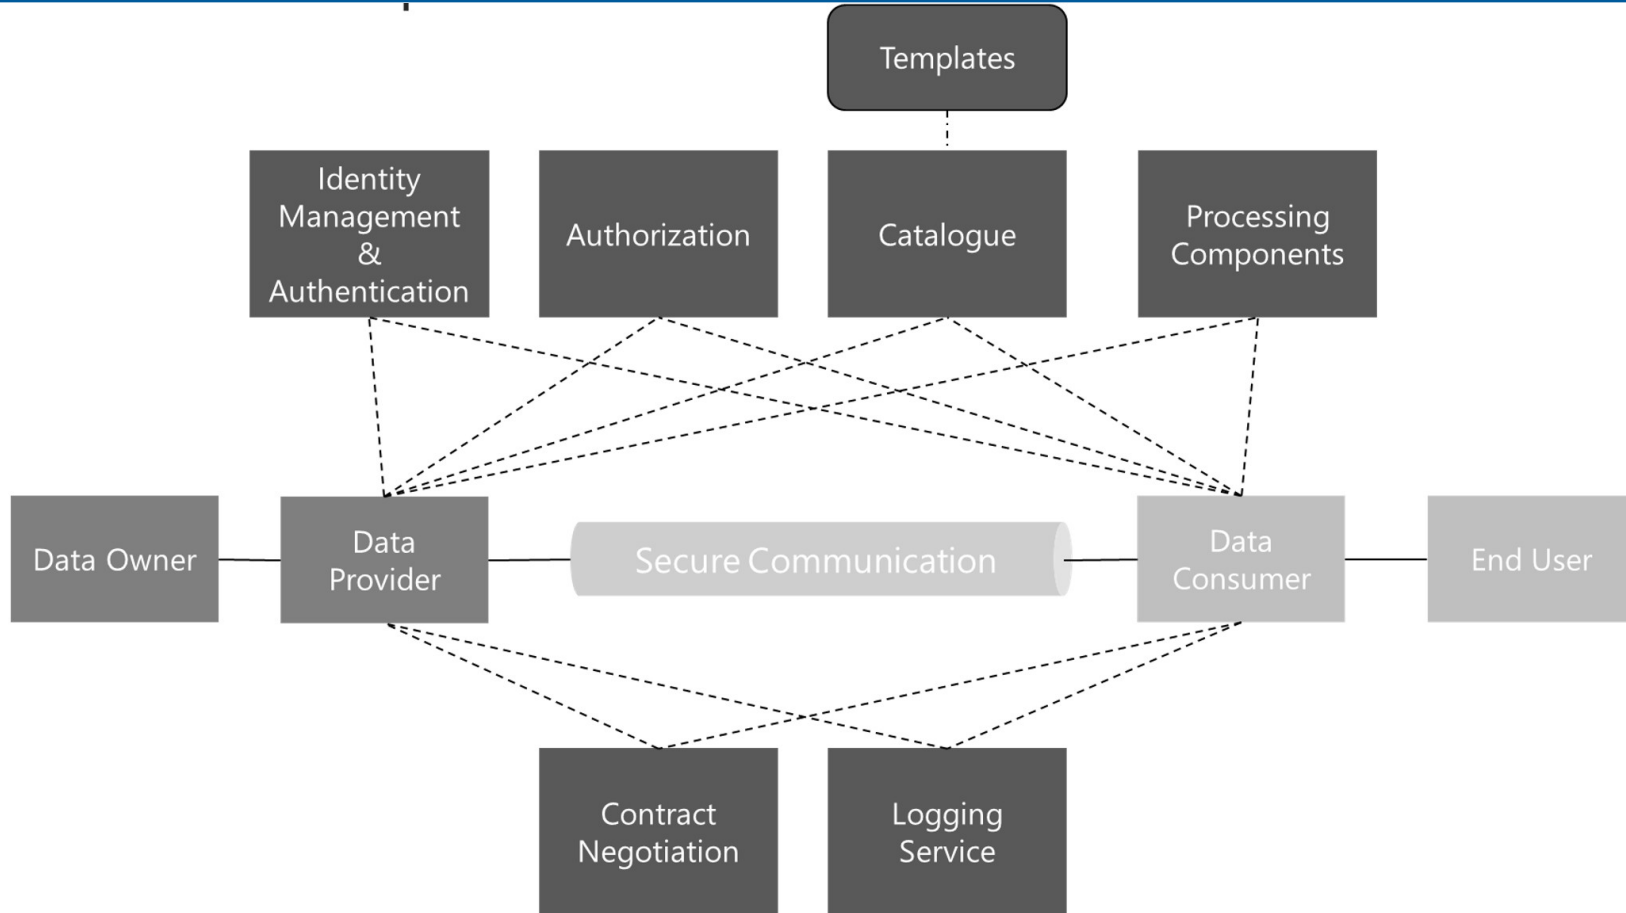 Templates
Identity
Management
&
Authentication
Authorization
Catalogue
Processing
Components
Data Owner
Data
Provider
Secure Communication
Data
Consumer
End User
Contract
Negotiation
Logging
Service